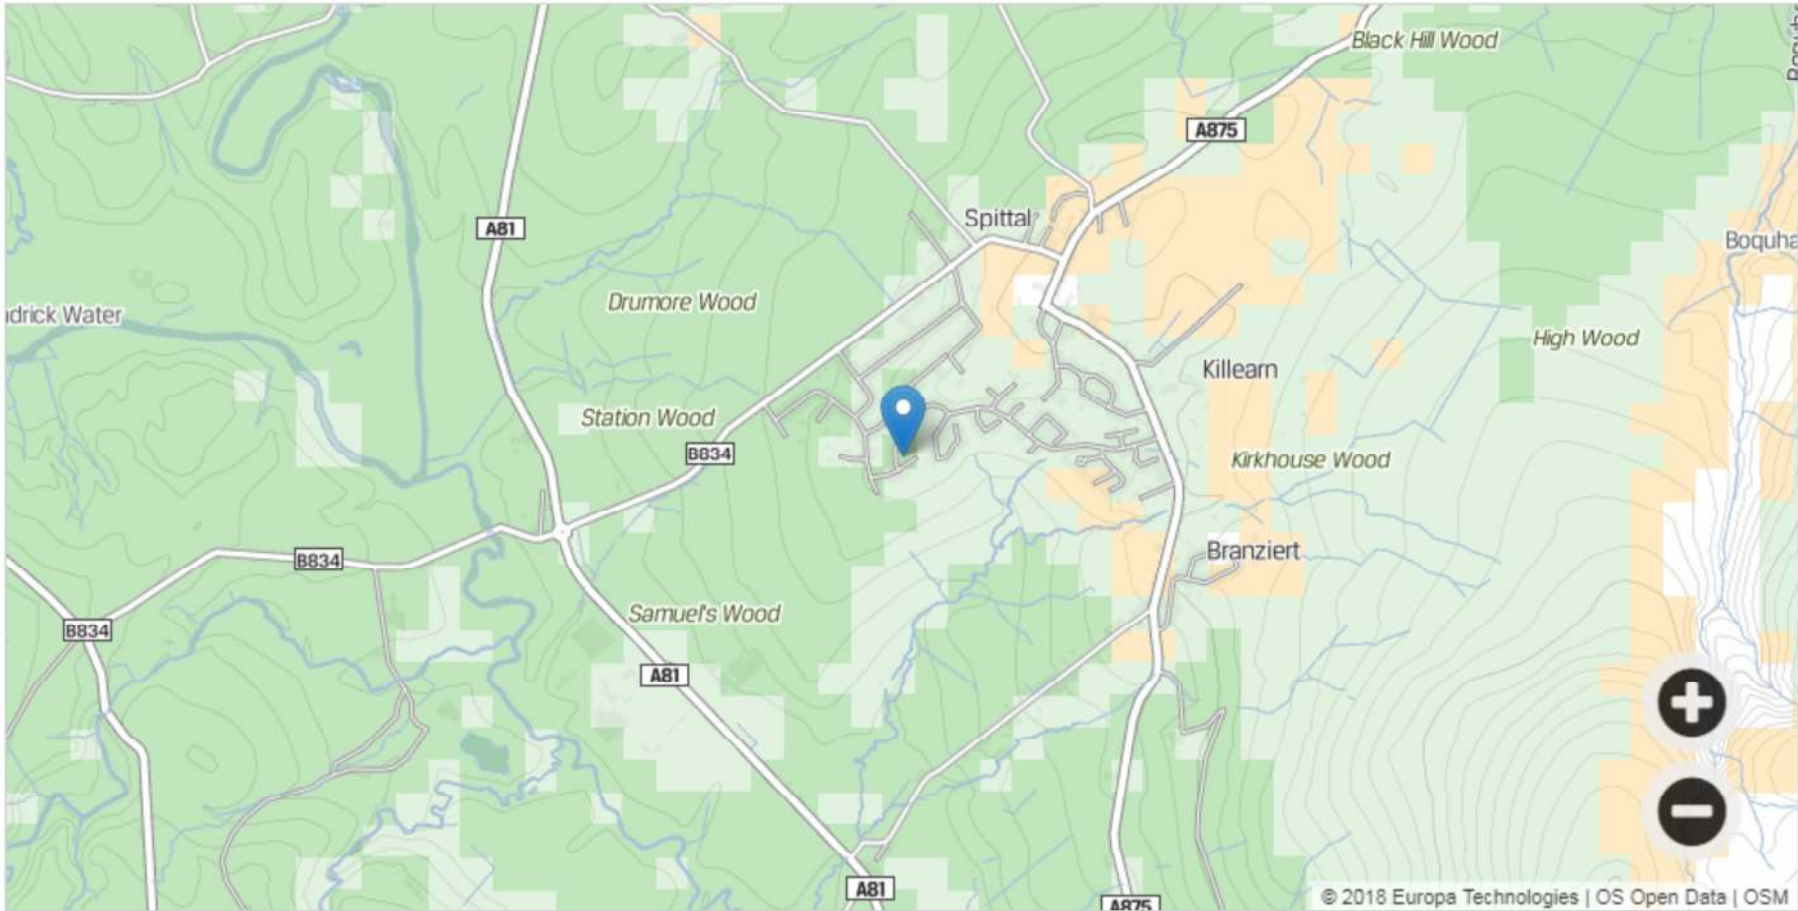 Black Hill Wood
A875
Spittal
A81
Boquha
Drumore Wood
ndrick Water
High Wood
Killearn
Station Wood
B834
Kirkhouse Wood
Branziert
B834
Samuel's Wood
B834
A81
A81
A875
© 2018 Europa Technologies | OS Open Data | OSM